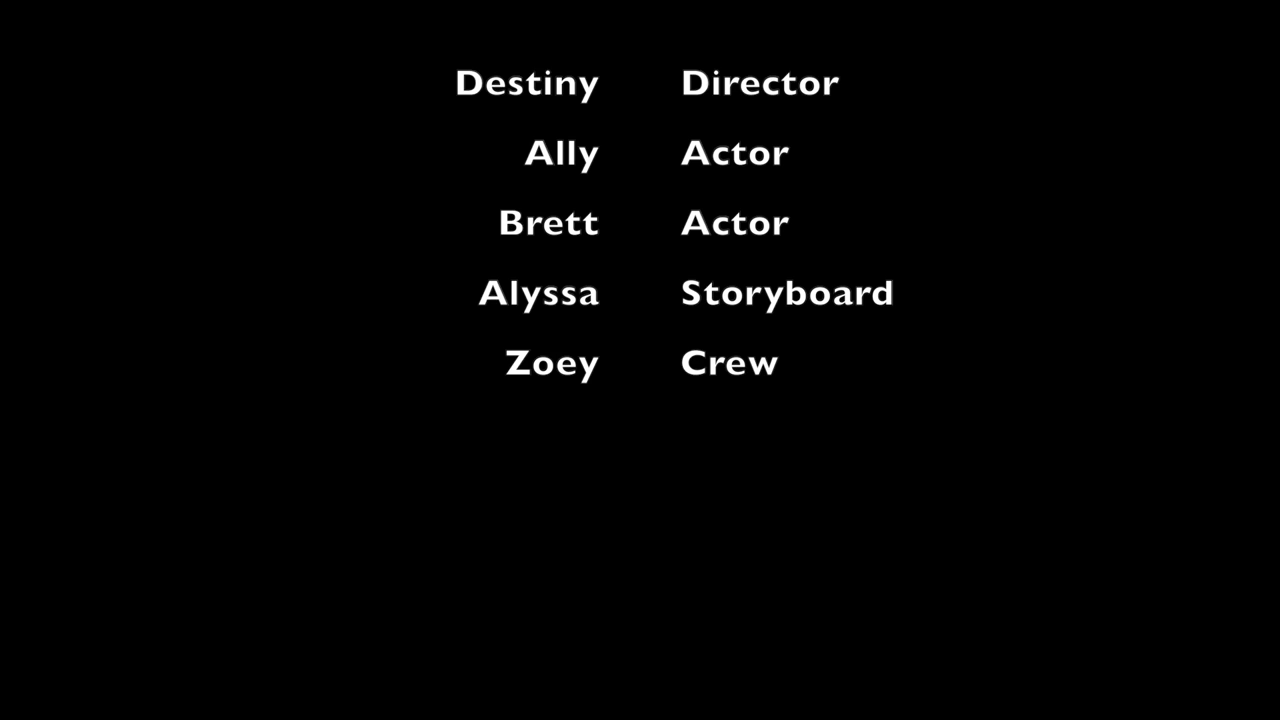 Destiny Director
Ally Actor
Brett Actor
Alyssa Storyboard
Zoey Crew